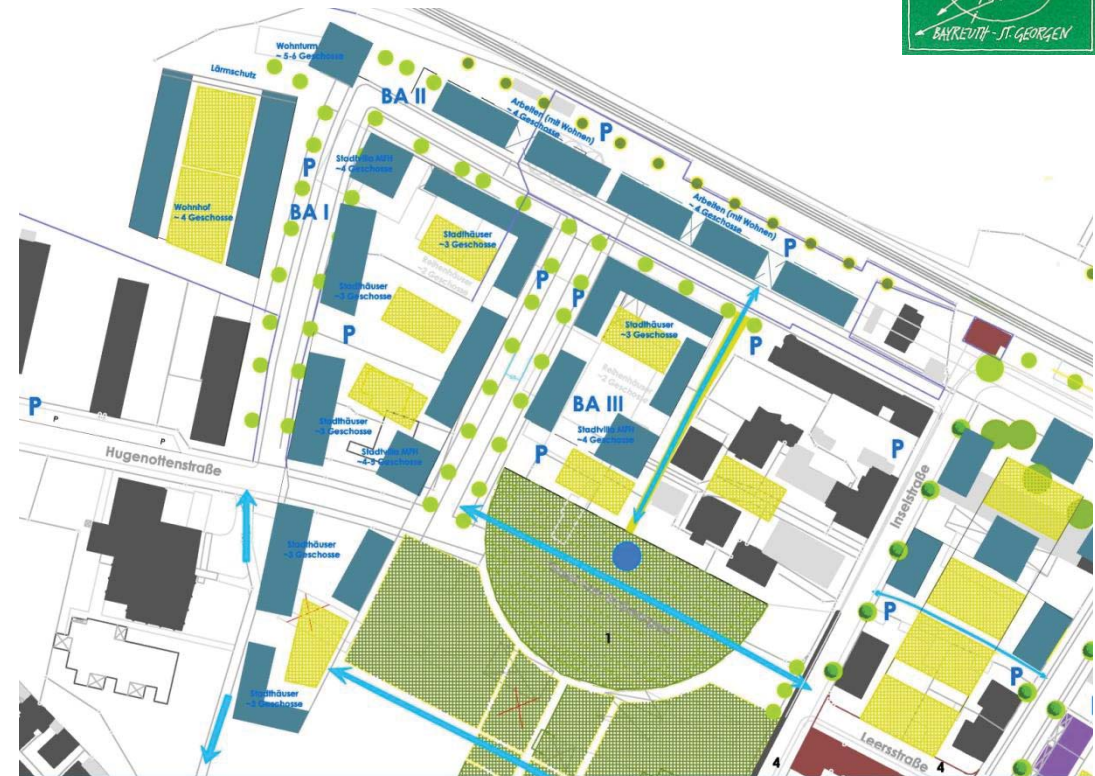 BAYREUTH - ST. GEORGEN
Wohnturm
~ 5-6 Geschosse
Lärmschutz
BA II
Arbeiten (mit Wohnen)
~ 4 Geschosse
P
Stadtvilla MFH
~4 Geschosse
P
Wohnhof
~ 4 Geschosse
BA I
Arbeiten (mit Wohnen)
~ 4 Geschosse
P
Stadthäuser
~3 Geschosse
Reihenhäuser
~2 Geschosse
P
P
Stadthäuser
~3 Geschosse
Stadthäuser
~3 Geschosse
P
P
Reihenhäuser
~2 Geschosse
BA III
P
P
P
Stadthäuser
~3 Geschosse
Stadtvilla MFH
~4 Geschosse
Stadtvilla MFH
~4-5 Geschosse
P
P
Hugenottenstraße
Inselstraße
Stadthäuser
~3 Geschosse
P
1
P
Stadthäuser
~3 Geschosse
Leersstraße
4
4